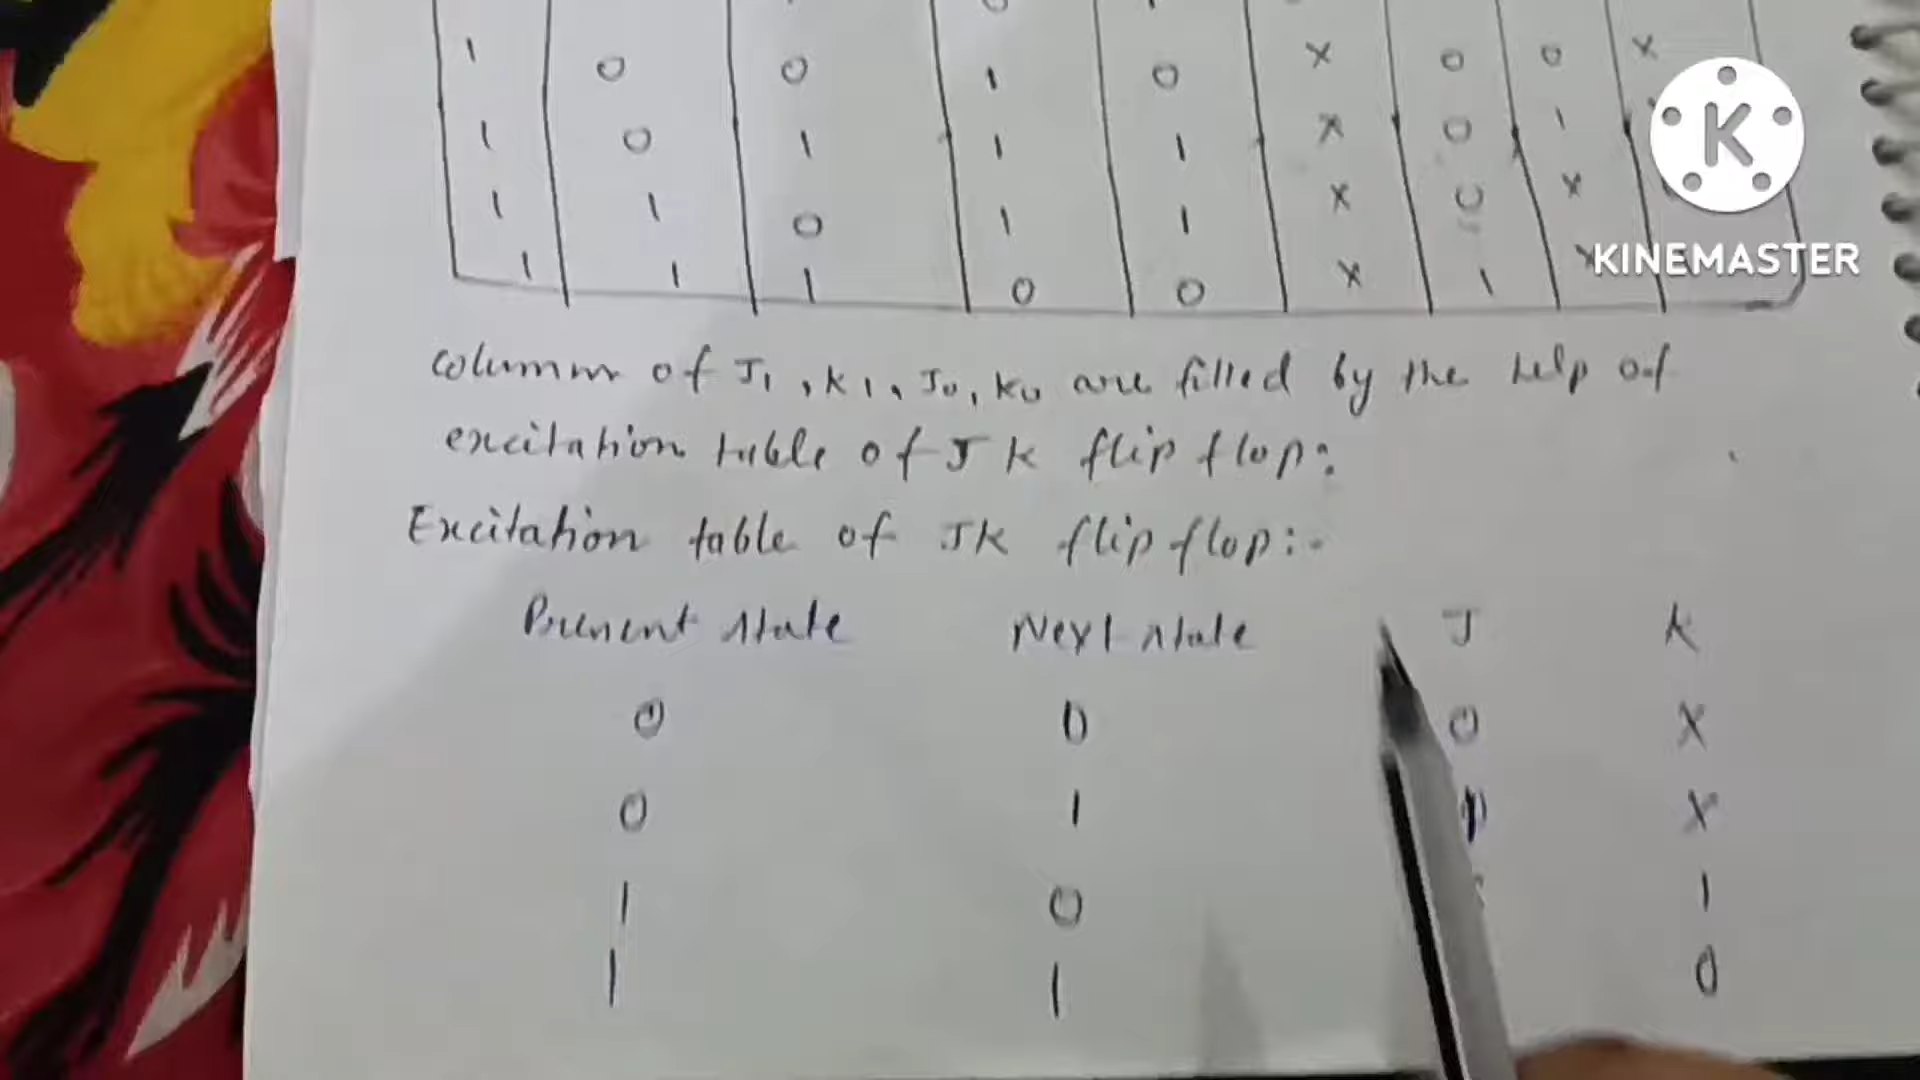 1 0 0 1 0 x 0 0 x
K
1 0 1 1 1 x 0 1
1 1 0 1 1 x 0 x
KINEMASTER
1 1 1 0 0 x 1 x
column of J1, K1, J0, K0 are filled by the help of
excitation table of J K flip flop:
Excitation table of JK flip flop:-
Present state Next state J K
0 0 0 X
0 1 1 X
1 0 1
1 1 0